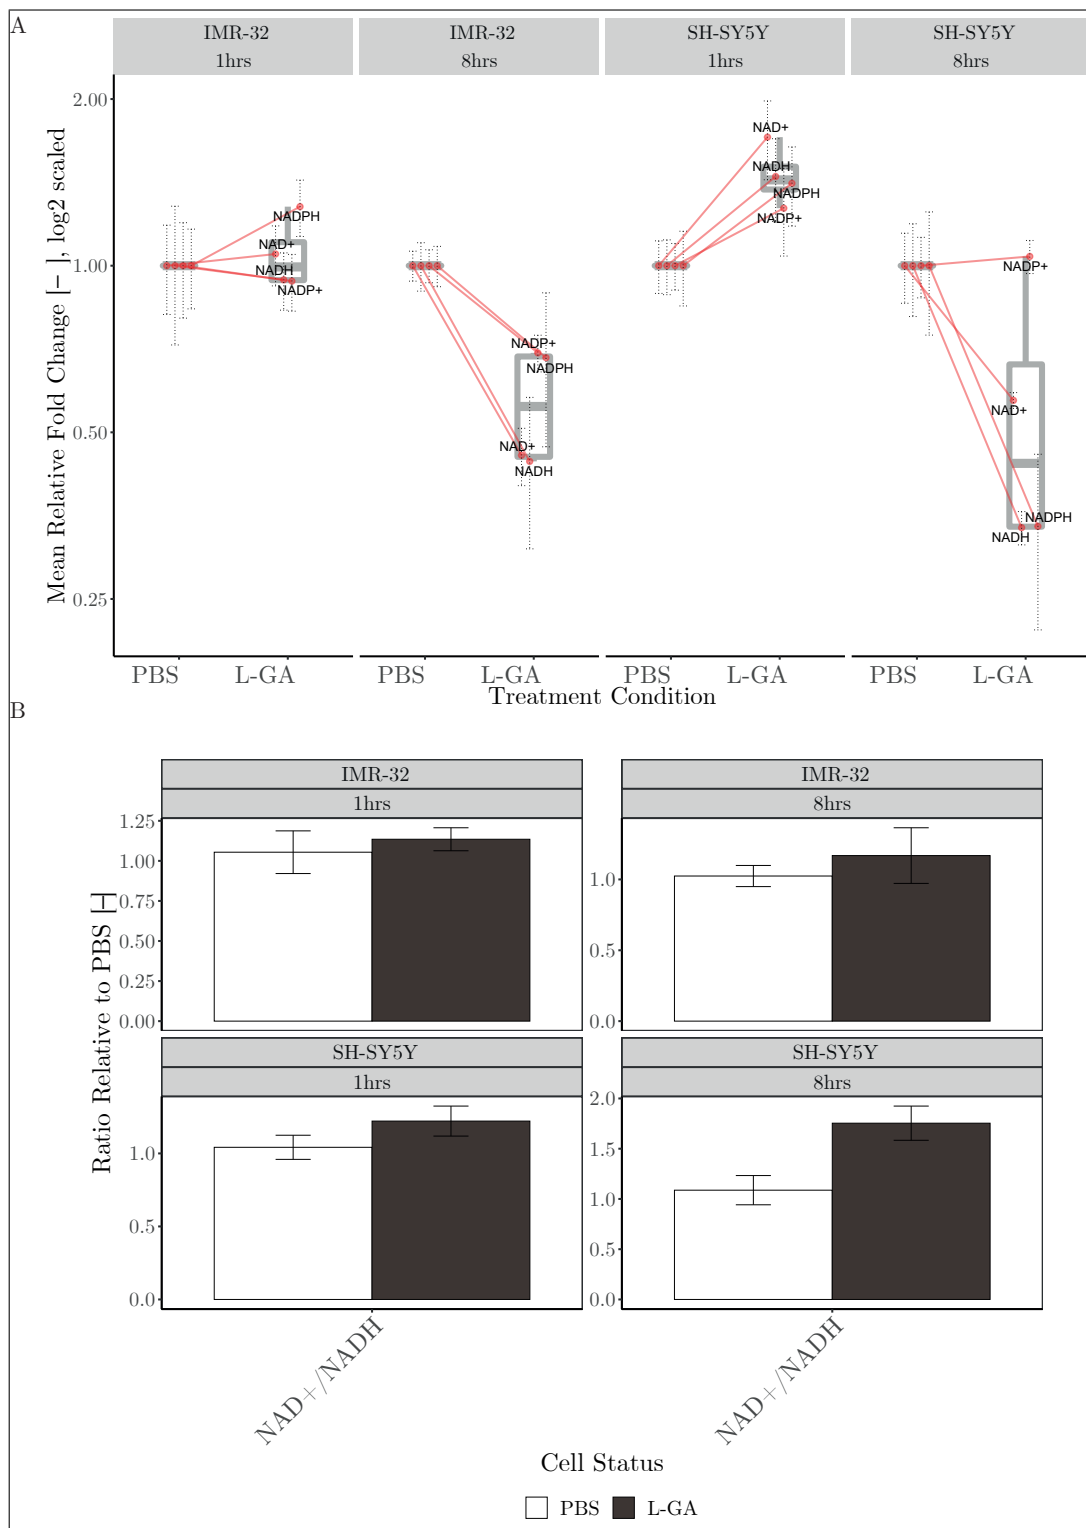 A
IMR-32
1hrs
IMR-32
8hrs
SH-SY5Y
1hrs
SH-SY5Y
8hrs
Mean Relative Fold Change [−], log2 scaled
2.00
1.00
0.50
0.25
NADPH
NAD+
NADH
NADP+
NADP+
NADPH
NAD+
NADH
NAD+
NADH
NADPH
NADP+
NADP+
NAD+
NADPH
NADH
PBS L-GA
PBS L-GA
PBS L-GA
PBS L-GA
Treatment Condition
B
Ratio Relative to PBS [−]
IMR-32
1hrs
1.25
1.00
0.75
0.50
0.25
0.00
IMR-32
8hrs
1.0
0.5
0.0
SH-SY5Y
1hrs
1.0
0.5
0.0
SH-SY5Y
8hrs
2.0
1.5
1.0
0.5
0.0
NAD+/NADH
NAD+/NADH
Cell Status
PBS L-GA